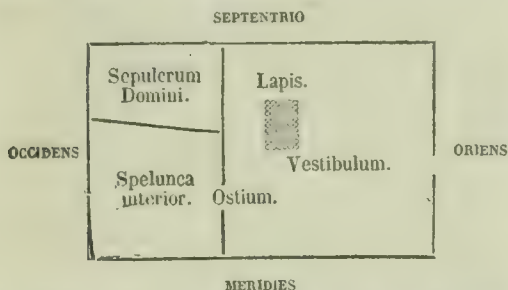 SEPTENTRIO
Sepulcrum Lapis.
Domini.
OCCIDENS ORIENS
Vestibulum.
Spelunca
interior. Ostium.
MERIDIES